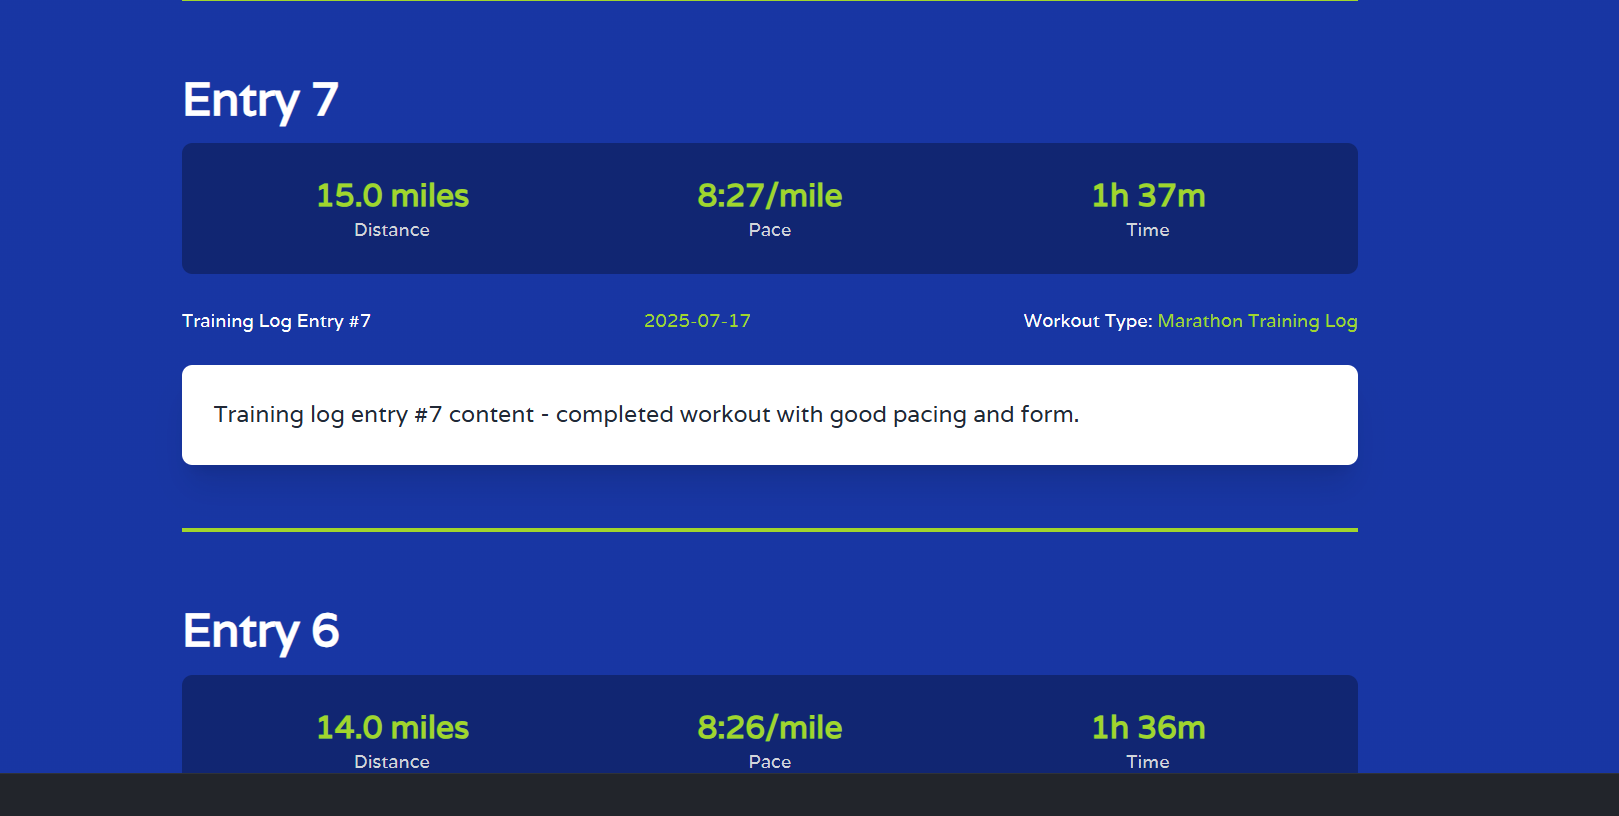 Entry 7
15.0 miles 8:27/mile 1h 37m
Distance Pace Time
Training Log Entry #7 2025-07-17 Workout Type: Marathon Training Log
Training log entry #7 content - completed workout with good pacing and form.
Entry 6
14.0 miles 8:26/mile 1h 36m
Distance Pace Time